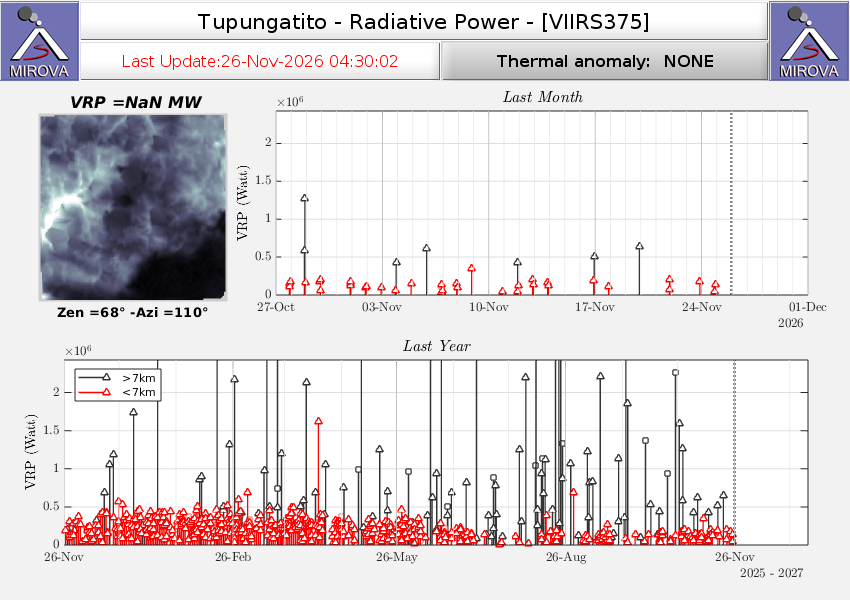 Tupungatito - Radiative Power - [VIIRS375]
MIROVA
Last Update:26-Nov-2026 04:30:02
Thermal anomaly: NONE
MIROVA
VRP =NaN MW
Zen =68° -Azi =110°
Last Month
×10⁶
VRP (Watt)
2
1.5
1
0.5
0
27-Oct 03-Nov 10-Nov 17-Nov 24-Nov 01-Dec
2026
Last Year
×10⁶
VRP (Watt)
>7km
<7km
2
1.5
1
0.5
0
26-Nov 26-Feb 26-May 26-Aug 26-Nov
2025 - 2027